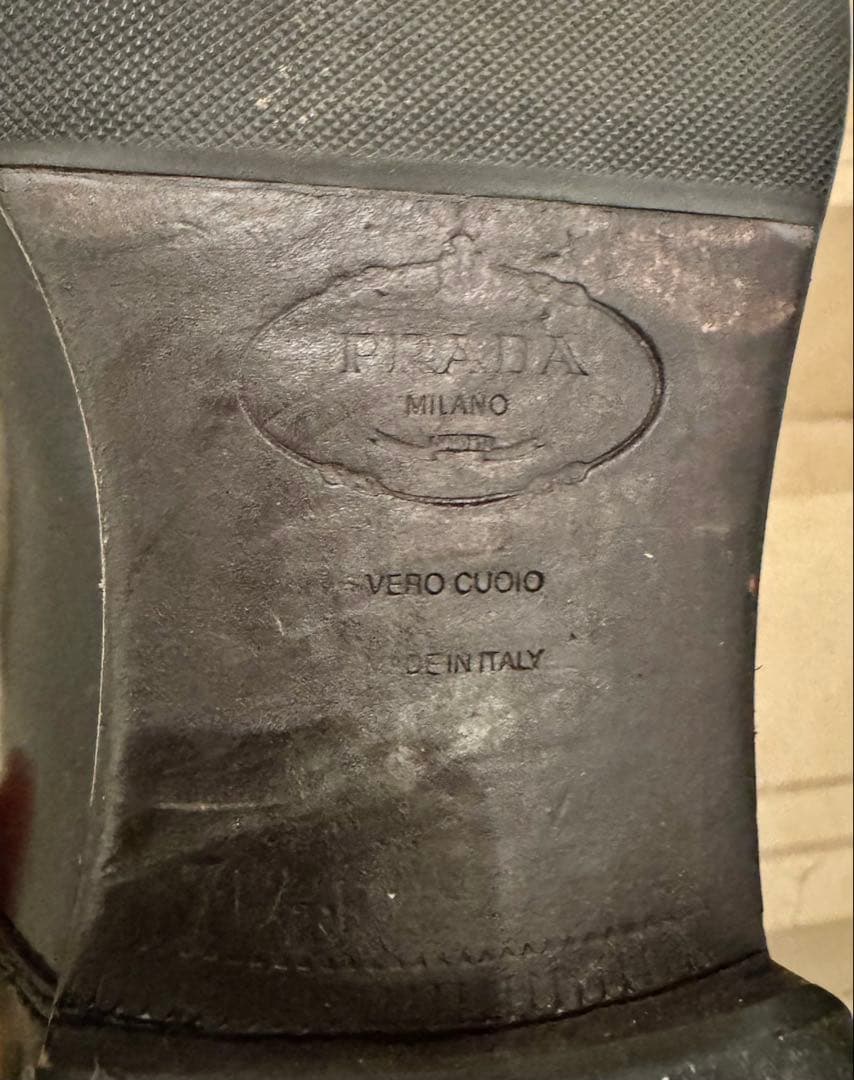 PRADA
MILANO
VERO CUOIO
DE IN ITALY